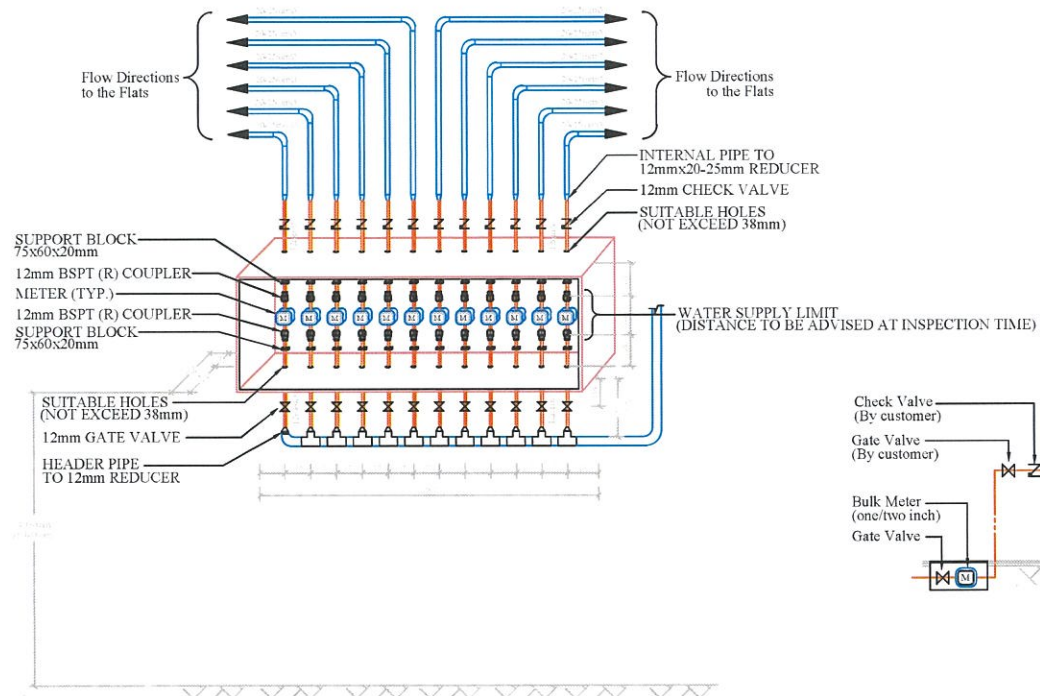 Flow Directions
to the Flats
Flow Directions
to the Flats
INTERNAL PIPE TO
12mmx20-25mm REDUCER
12mm CHECK VALVE
SUITABLE HOLES
(NOT EXCEED 38mm)
SUPPORT BLOCK
75x60x20mm
12mm BSPT (R) COUPLER
METER (TYP.)
12mm BSPT (R) COUPLER
SUPPORT BLOCK
75x60x20mm
M M M M M M M M M M M M
WATER SUPPLY LIMIT
(DISTANCE TO BE ADVISED AT INSPECTION TIME)
SUITABLE HOLES
(NOT EXCEED 38mm)
12mm GATE VALVE
HEADER PIPE
TO 12mm REDUCER
Check Valve
(By customer)
Gate Valve
(By customer)
Bulk Meter
(one/two inch)
Gate Valve
M